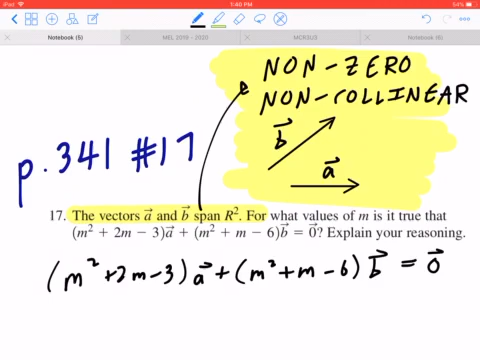 1:40 PM
54%
Notebook (5)
MEL 2019 - 2020
MCR3U5
Notebook (6)
NON-ZERO
NON-COLLINEAR
b⃗
a⃗
p.341 #17
17. The vectors a⃗ and b⃗ span R². For what values of m is it true that
(m² + 2m − 3)a⃗ + (m² + m − 6)b⃗ = 0⃗? Explain your reasoning.
(m²+2m-3)a⃗+(m²+m-6)b⃗ = 0⃗